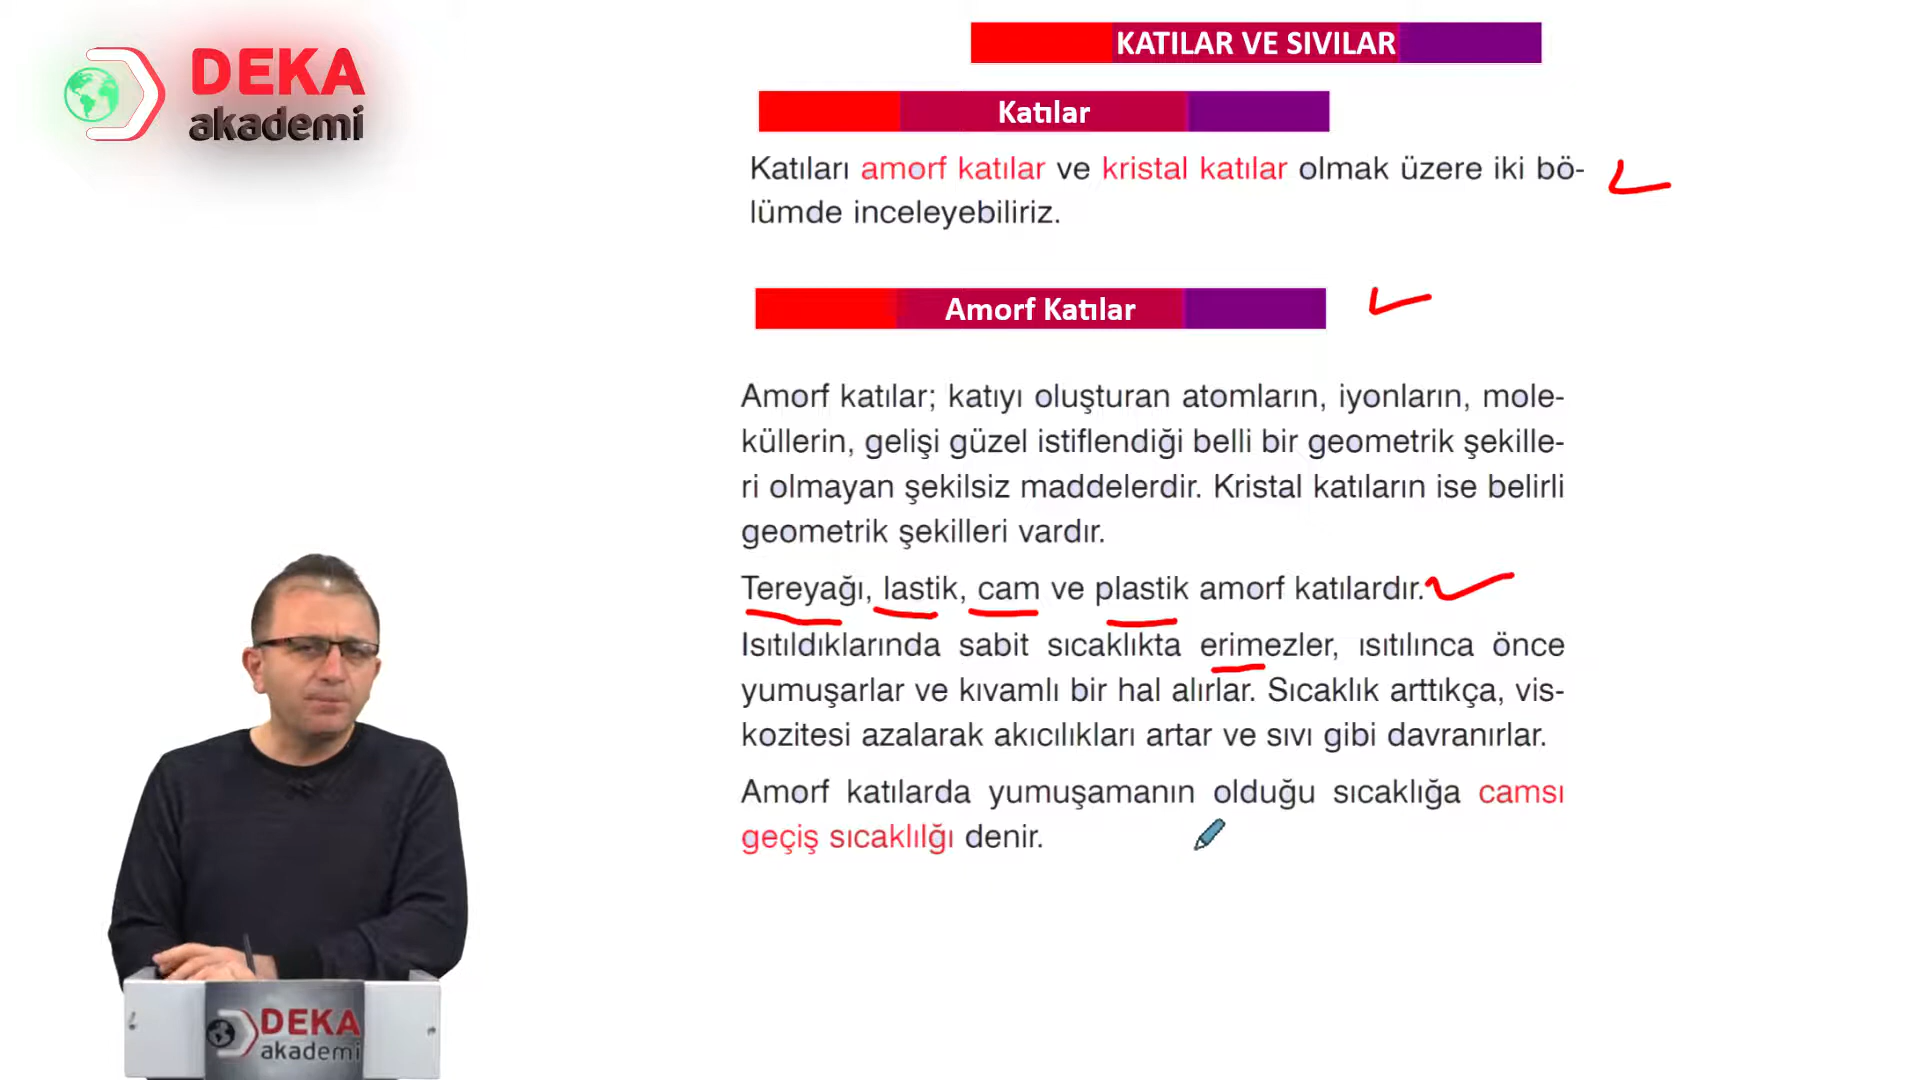 DEKA
akademi
KATILAR VE SIVILAR
Katılar
Katıları amorf katılar ve kristal katılar olmak üzere iki bö-
lümde inceleyebiliriz.
Amorf Katılar
Amorf katılar; katıyı oluşturan atomların, iyonların, mole-
küllerin, gelişi güzel istiflendiği belli bir geometrik şekille-
ri olmayan şekilsiz maddelerdir. Kristal katıların ise belirli
geometrik şekilleri vardır.
Tereyağı, lastik, cam ve plastik amorf katılardır.
Isıtıldıklarında sabit sıcaklıkta erimezler, ısıtılınca önce
yumuşarlar ve kıvamlı bir hal alırlar. Sıcaklık arttıkça, vis-
kozitesi azalarak akıcılıkları artar ve sıvı gibi davranırlar.
Amorf katılarda yumuşamanın olduğu sıcaklığa camsı
geçiş sıcaklılğı denir.
DEKA
akademi